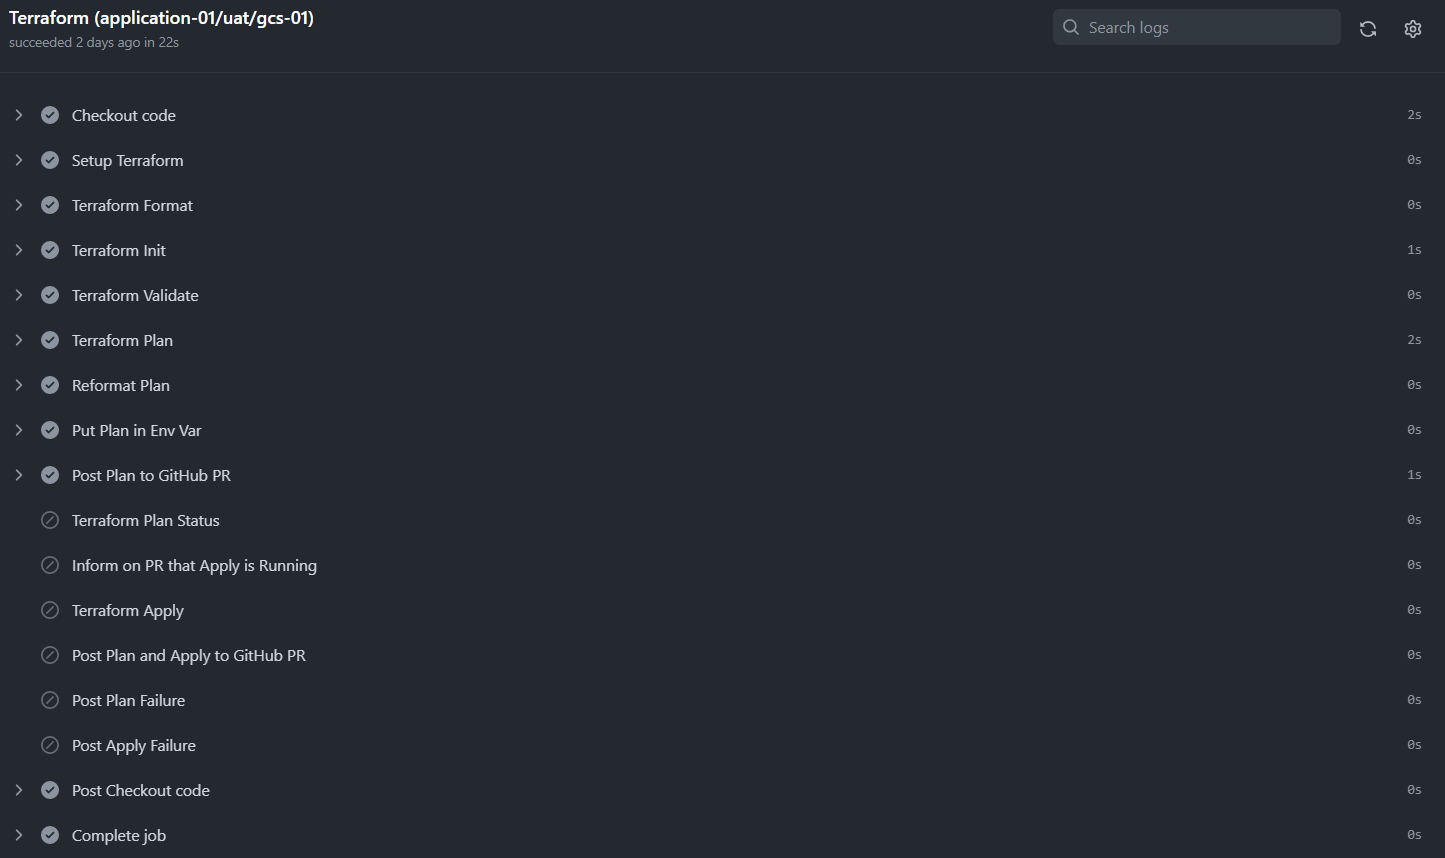 Terraform (application-01/uat/gcs-01)
succeeded 2 days ago in 22s
Search logs
Checkout code 2s
Setup Terraform 0s
Terraform Format 0s
Terraform Init 1s
Terraform Validate 0s
Terraform Plan 2s
Reformat Plan 0s
Put Plan in Env Var 0s
Post Plan to GitHub PR 1s
Terraform Plan Status 0s
Inform on PR that Apply is Running 0s
Terraform Apply 0s
Post Plan and Apply to GitHub PR 0s
Post Plan Failure 0s
Post Apply Failure 0s
Post Checkout code 0s
Complete job 0s